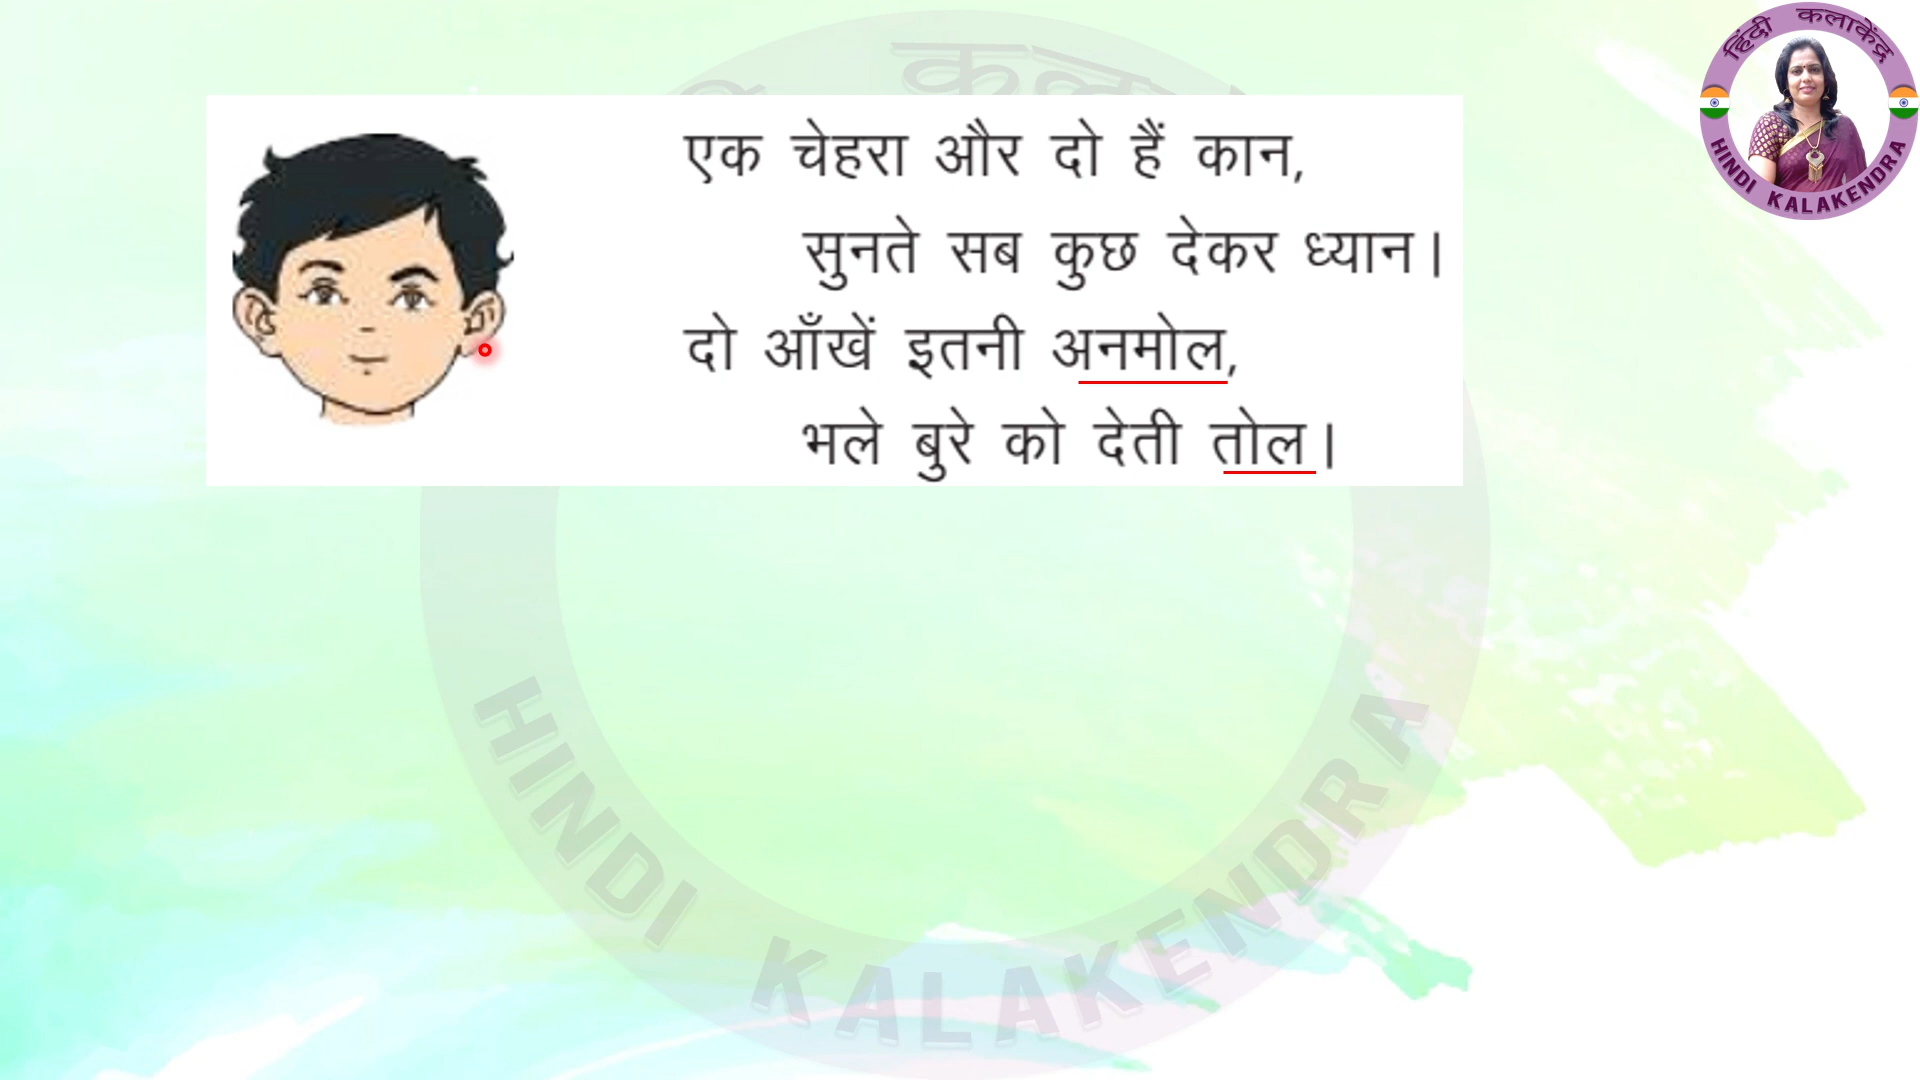 एक चेहरा और दो हैं कान,
सुनते सब कुछ देकर ध्यान।
दो आँखें इतनी अनमोल,
भले बुरे को देती तोल।
हिंदी कलाकेंद्र
HINDI KALAKENDRA
HINDI KALAKENDRA